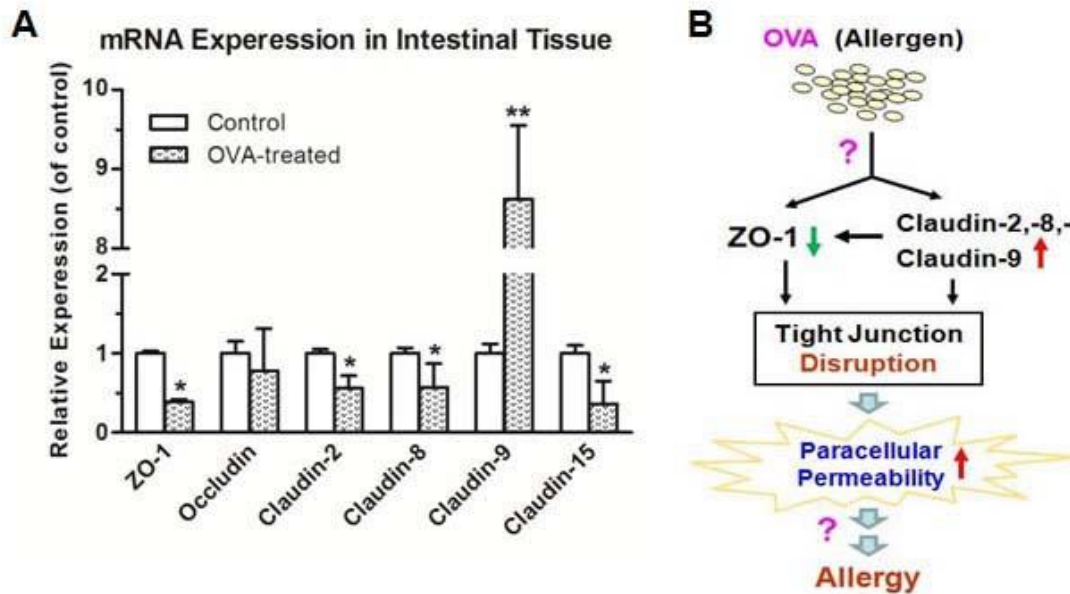 A
mRNA Experession in Intestinal Tissue
Relative Experession (of control)
10
9
8
2
1
0
Control
OVA-treated
**
*
*
*
*
ZO-1
Occludin
Claudin-2
Claudin-8
Claudin-9
Claudin-15
B
OVA (Allergen)
?
ZO-1
Claudin-2,-8,-
Claudin-9
Tight Junction
Disruption
Paracellular
Permeability
?
Allergy